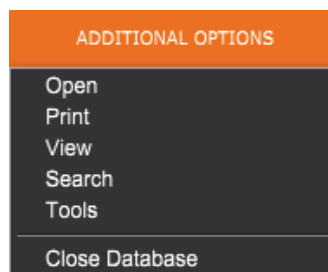 ADDITIONAL OPTIONS
Open
Print
View
Search
Tools
Close Database